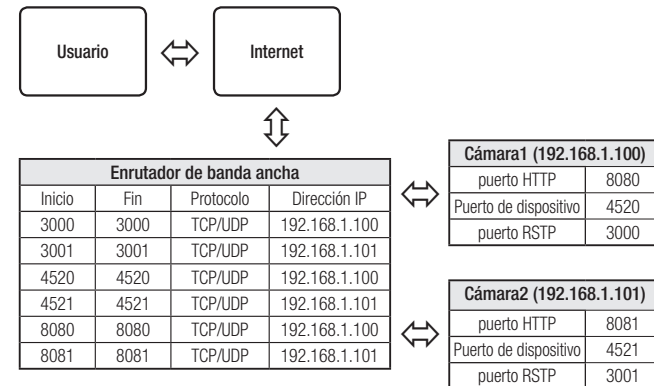 Usuario
Internet
Enrutador de banda ancha
Inicio Fin Protocolo Dirección IP
3000 3000 TCP/UDP 192.168.1.100
3001 3001 TCP/UDP 192.168.1.101
4520 4520 TCP/UDP 192.168.1.100
4521 4521 TCP/UDP 192.168.1.101
8080 8080 TCP/UDP 192.168.1.100
8081 8081 TCP/UDP 192.168.1.101
Cámara1 (192.168.1.100)
puerto HTTP 8080
Puerto de dispositivo 4520
puerto RSTP 3000
Cámara2 (192.168.1.101)
puerto HTTP 8081
Puerto de dispositivo 4521
puerto RSTP 3001